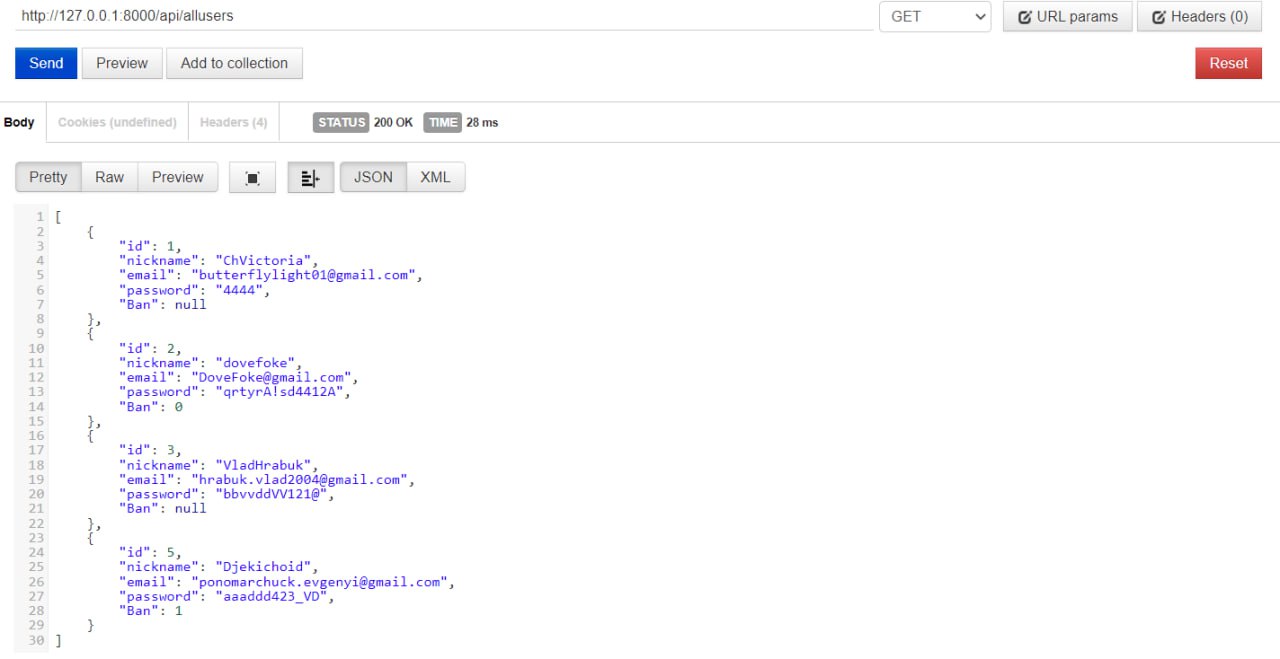 http://127.0.0.1:8000/api/allusers GET URL params Headers (0)
Send Preview Add to collection Reset
Body Cookies (undefined) Headers (4) STATUS 200 OK TIME 28 ms
Pretty Raw Preview JSON XML
1 [
2 {
3 "id": 1,
4 "nickname": "ChVictoria",
5 "email": "butterflylight01@gmail.com",
6 "password": "4444",
7 "Ban": null
8 },
9 {
10 "id": 2,
11 "nickname": "dovefoke",
12 "email": "DoveFoke@gmail.com",
13 "password": "qrtyrA!sd4412A",
14 "Ban": 0
15 },
16 {
17 "id": 3,
18 "nickname": "VladHrabuk",
19 "email": "hrabuk.vlad2004@gmail.com",
20 "password": "bbvvddVV121@",
21 "Ban": null
22 },
23 {
24 "id": 5,
25 "nickname": "Djekichoid",
26 "email": "ponomarchuck.evgenyi@gmail.com",
27 "password": "aaaddd423_VD",
28 "Ban": 1
29 }
30 ]